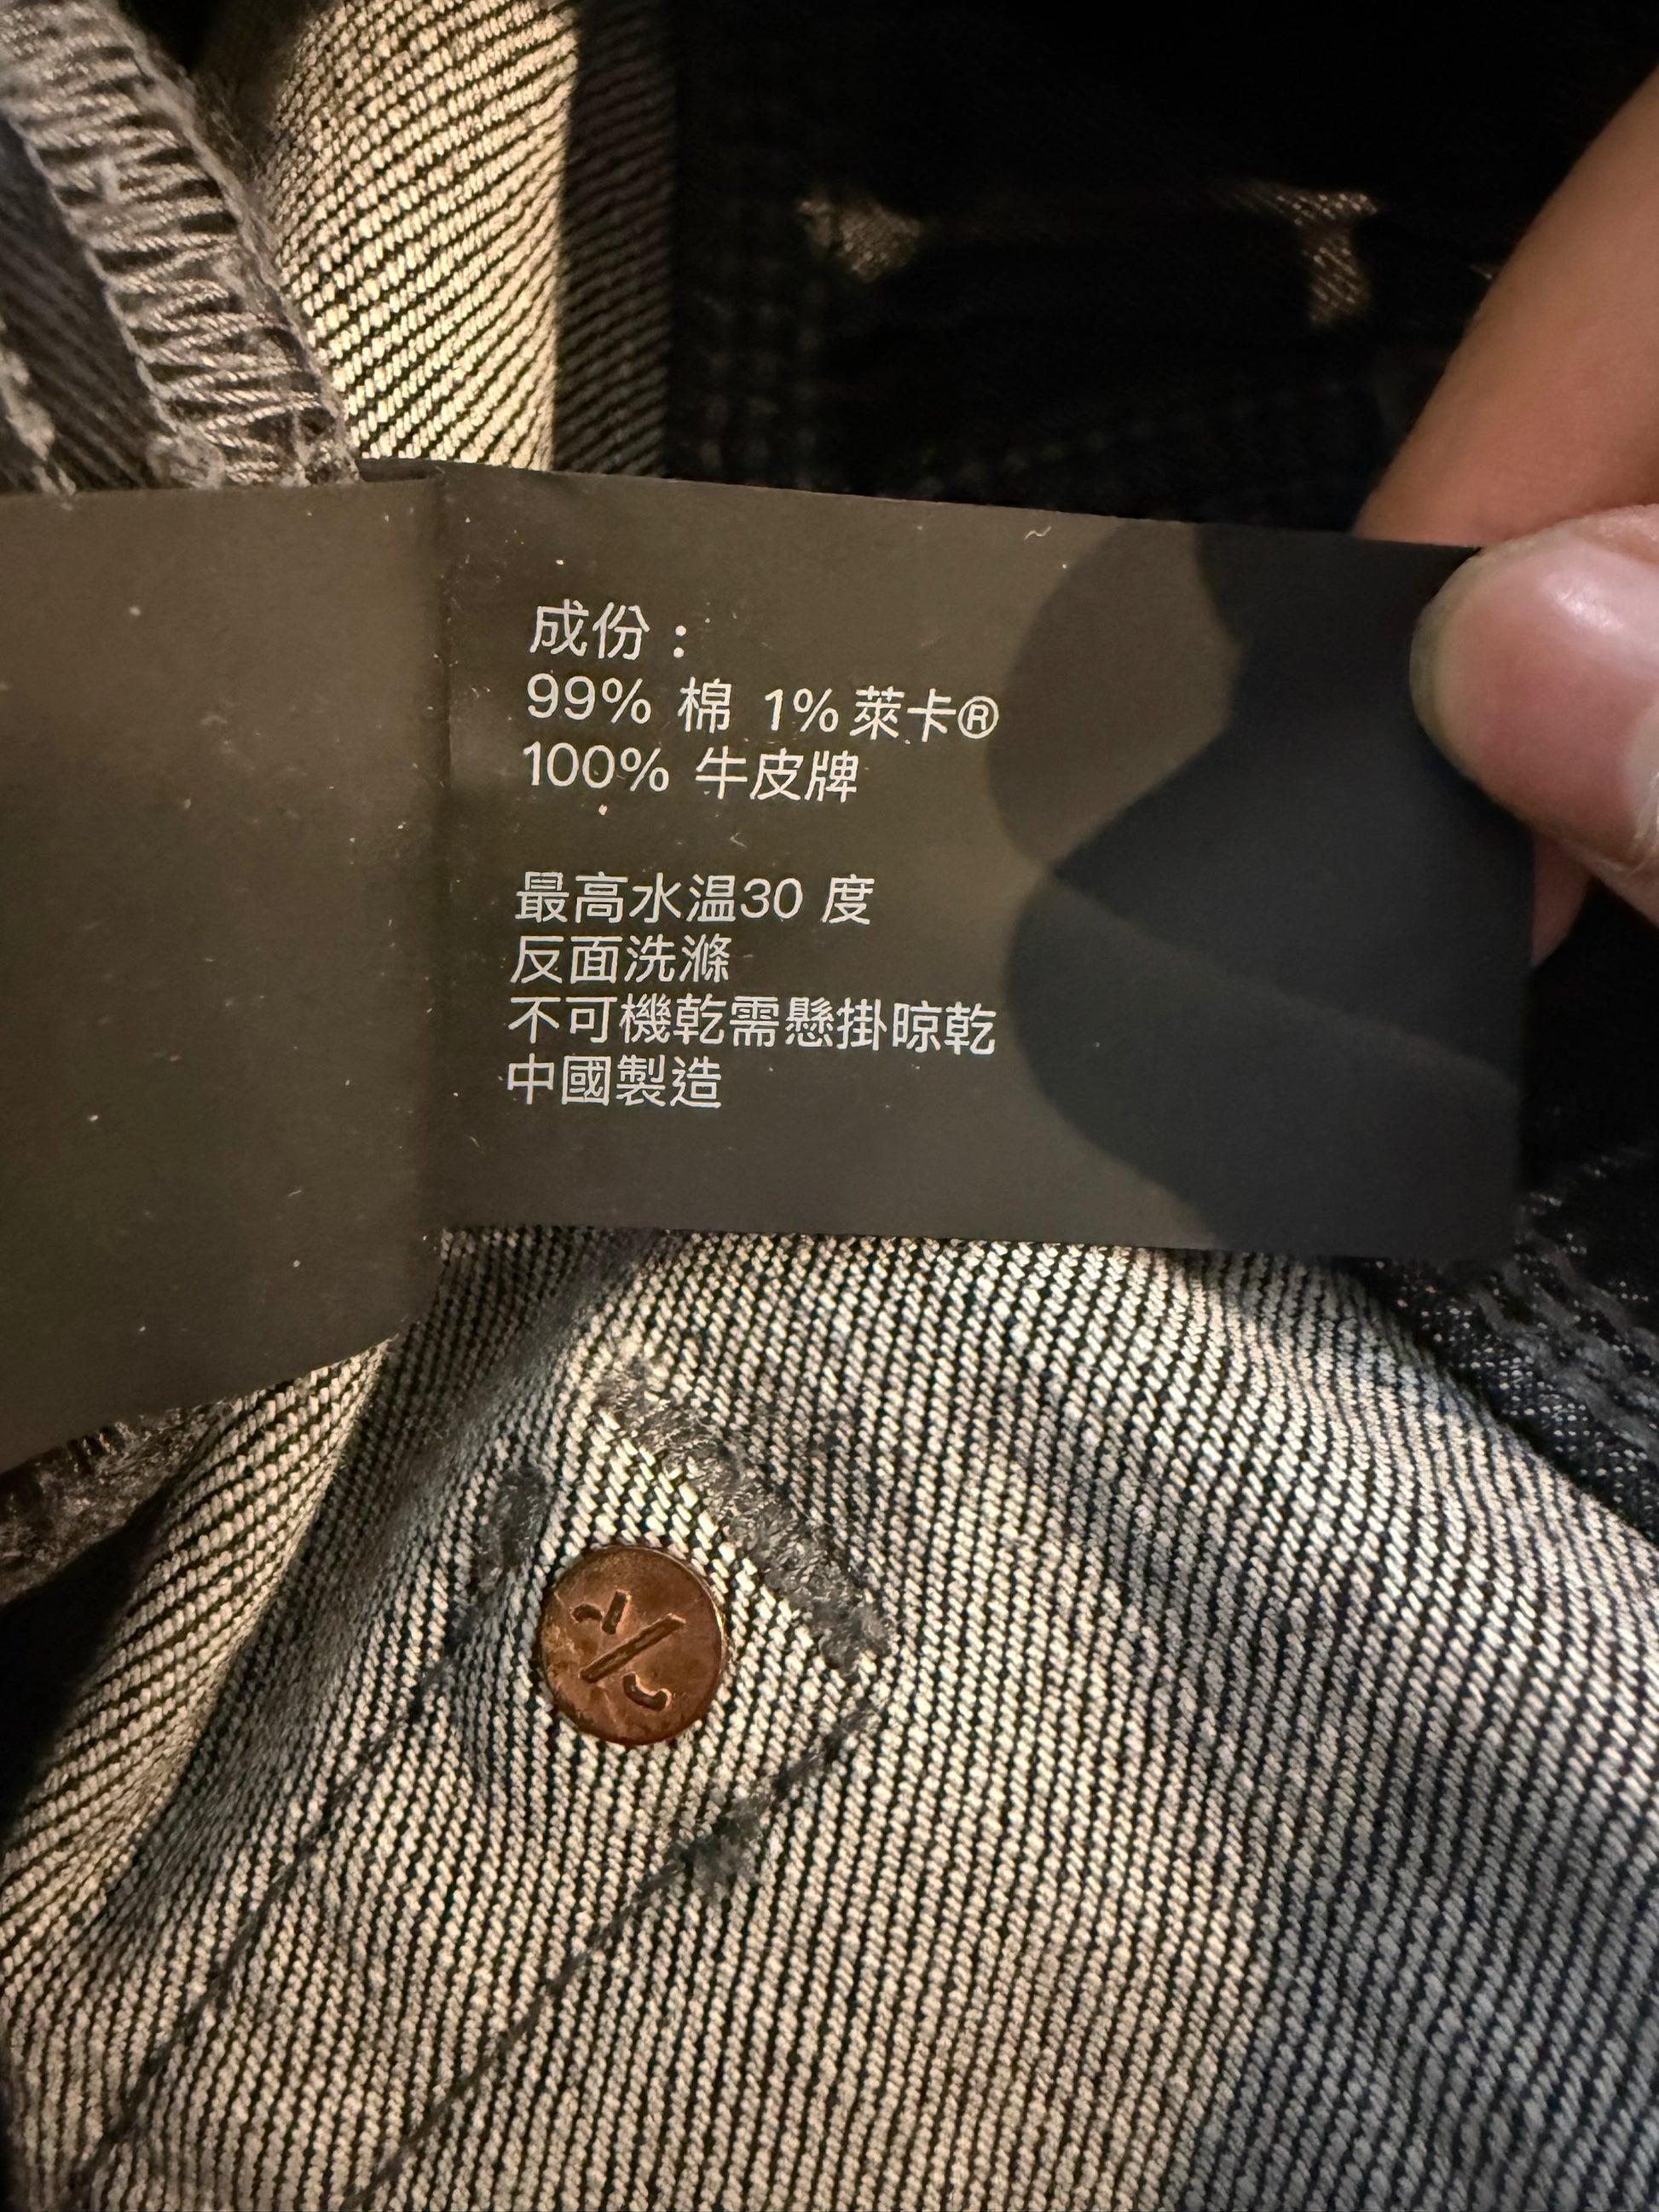 成份：
99% 棉 1% 萊卡®
100% 牛皮牌
最高水温30 度
反面洗滌
不可機乾需懸掛晾乾
中國製造